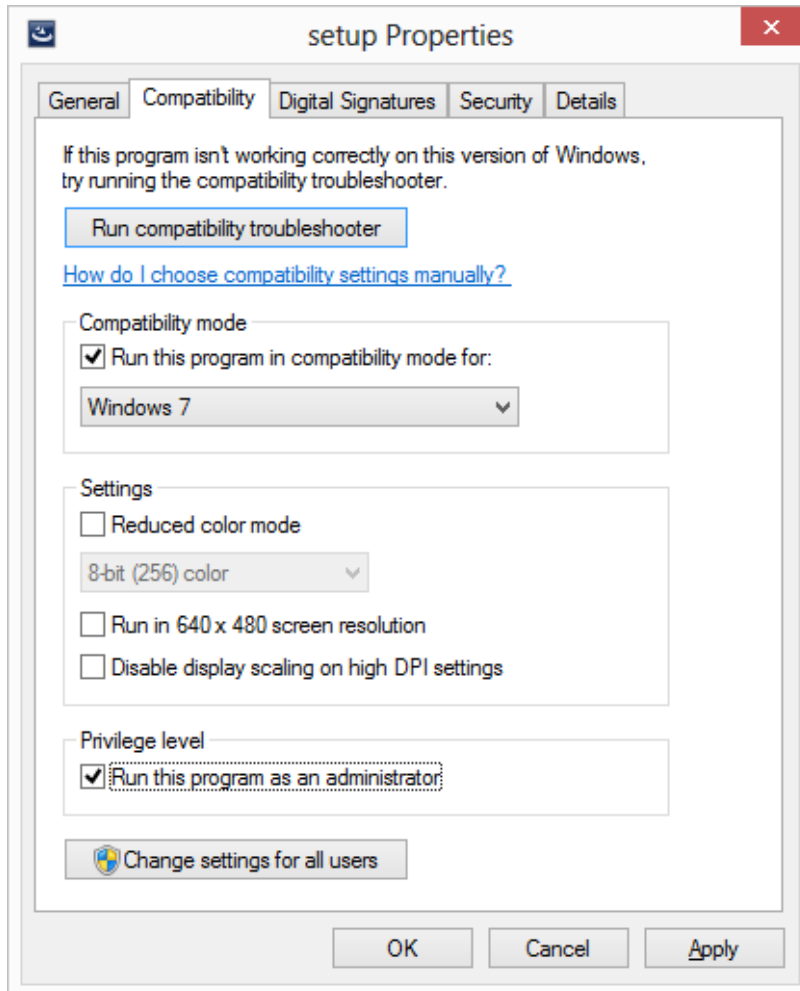 setup Properties
General Compatibility Digital Signatures Security Details
If this program isn't working correctly on this version of Windows,
try running the compatibility troubleshooter.
Run compatibility troubleshooter
How do I choose compatibility settings manually?
Compatibility mode
Run this program in compatibility mode for:
Windows 7
Settings
Reduced color mode
8-bit (256) color
Run in 640 x 480 screen resolution
Disable display scaling on high DPI settings
Privilege level
Run this program as an administrator
Change settings for all users
OK Cancel Apply